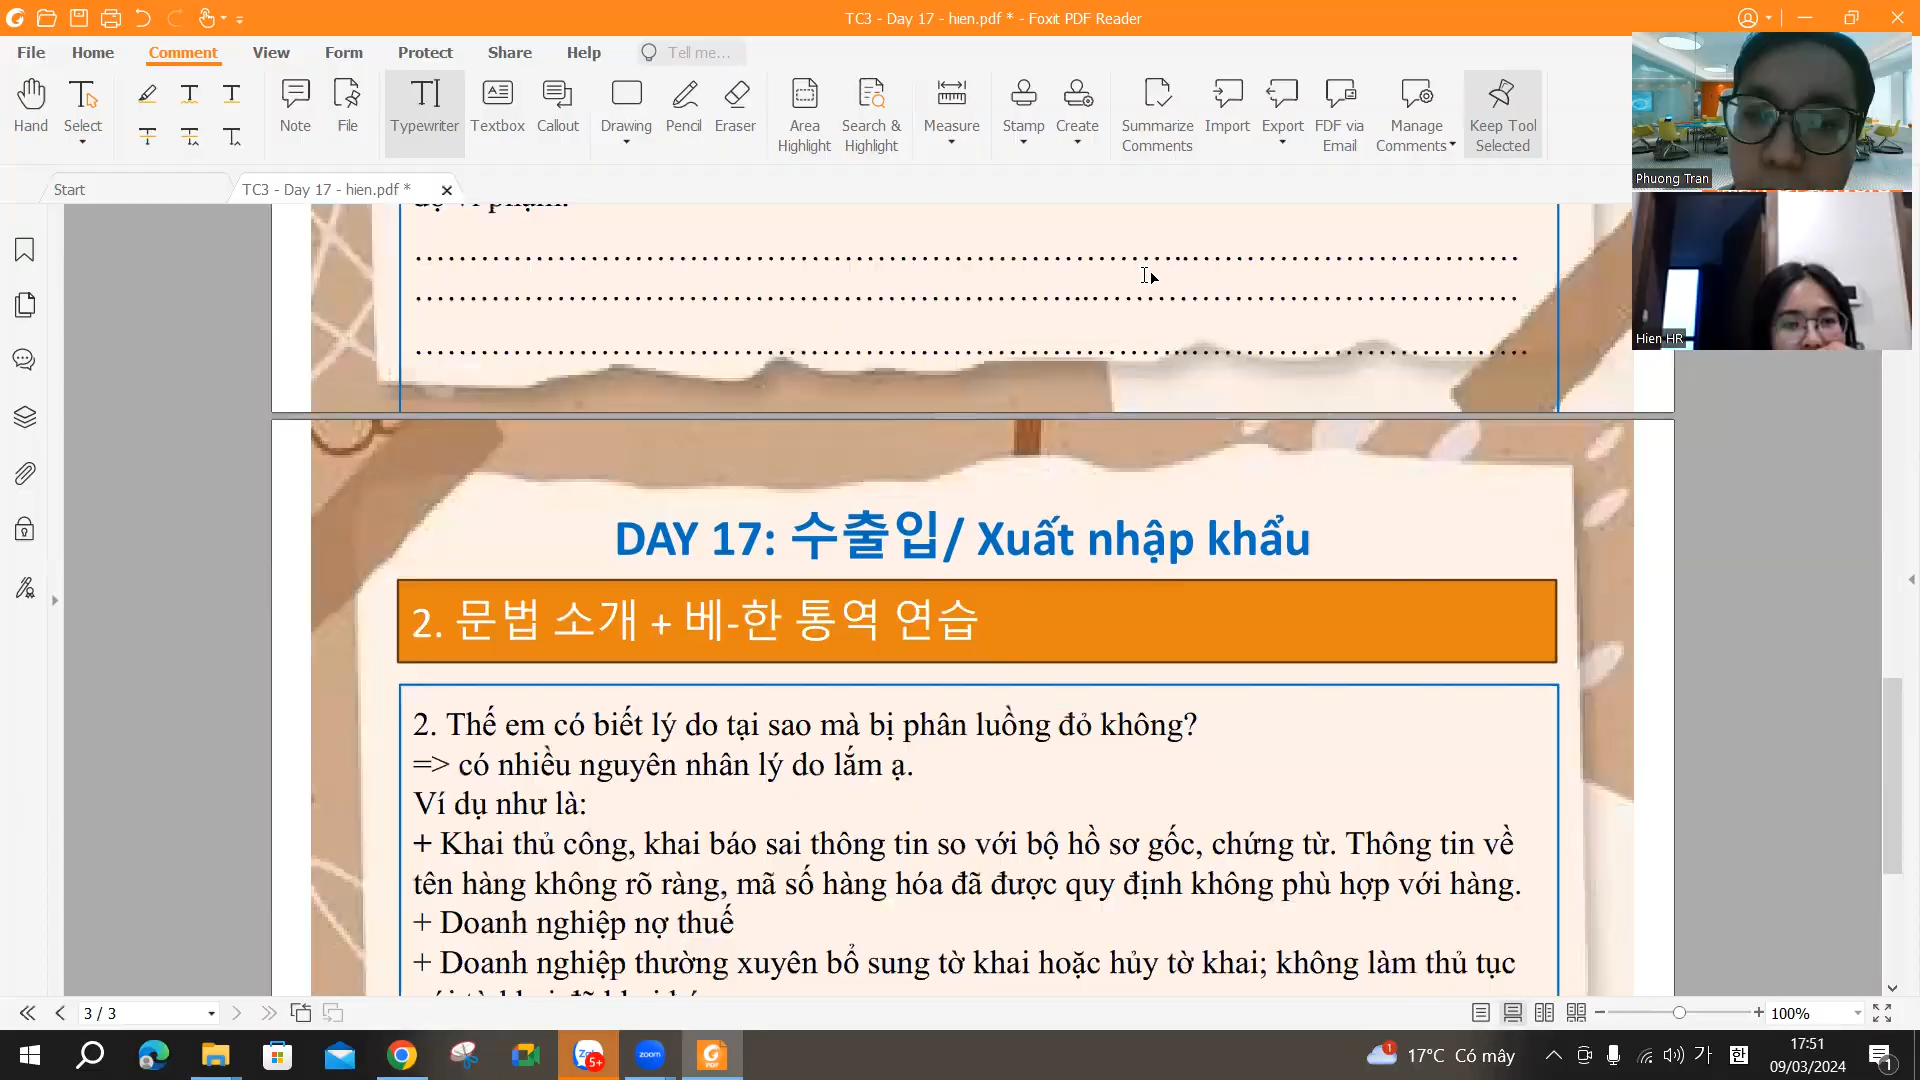 TC3 - Day 17 - hien.pdf * - Foxit PDF Reader
File Home Comment View Form Protect Share Help Tell me...
Hand
Select
Note
File
Typewriter
Textbox
Callout
Drawing
Pencil
Eraser
Area Highlight
Search & Highlight
Measure
Stamp
Create
Summarize Comments
Import
Export
FDF via Email
Manage Comments
Keep Tool Selected
Phuong Tran
Hien HR
Start
TC3 - Day 17 - hien.pdf *
DAY 17: 수출입/ Xuất nhập khẩu
2. 문법 소개 + 베-한 통역 연습
2. Thế em có biết lý do tại sao mà bị phân luồng đỏ không?
=> có nhiều nguyên nhân lý do lắm ạ.
Ví dụ như là:
+ Khai thủ công, khai báo sai thông tin so với bộ hồ sơ gốc, chứng từ. Thông tin về
tên hàng không rõ ràng, mã số hàng hóa đã được quy định không phù hợp với hàng.
+ Doanh nghiệp nợ thuế
+ Doanh nghiệp thường xuyên bổ sung tờ khai hoặc hủy tờ khai; không làm thủ tục
3 / 3
100%
zoom
5+
17°C Có mây
가
한
17:51
09/03/2024
1